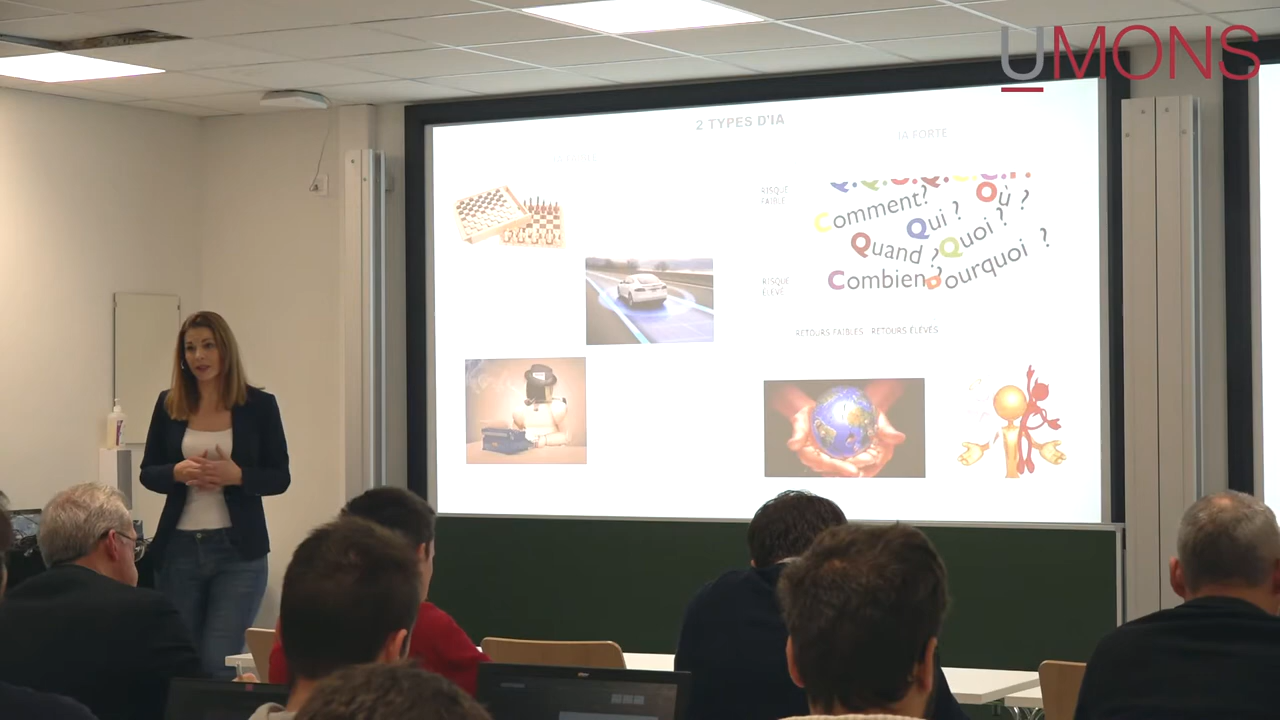 UMONS
2 TYPES D'IA
IA FORTE
RISQUE
FAIBLE
Comment?
Où ?
Qui ?
Quand ?
Quoi ?
Combien
Pourquoi ?
RISQUE
ÉLEVÉ
RETOURS FAIBLES RETOURS ÉLEVÉS